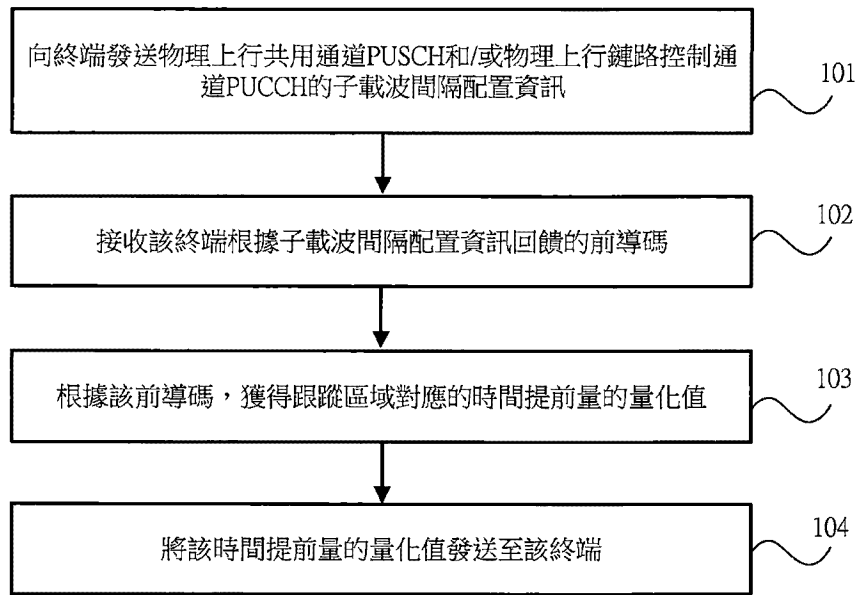 向終端發送物理上行共用通道PUSCH和/或物理上行鏈路控制通
道PUCCH的子載波間隔配置資訊
101
接收該終端根據子載波間隔配置資訊回饋的前導碼
102
根據該前導碼，獲得跟蹤區域對應的時間提前量的量化值
103
將該時間提前量的量化值發送至該終端
104